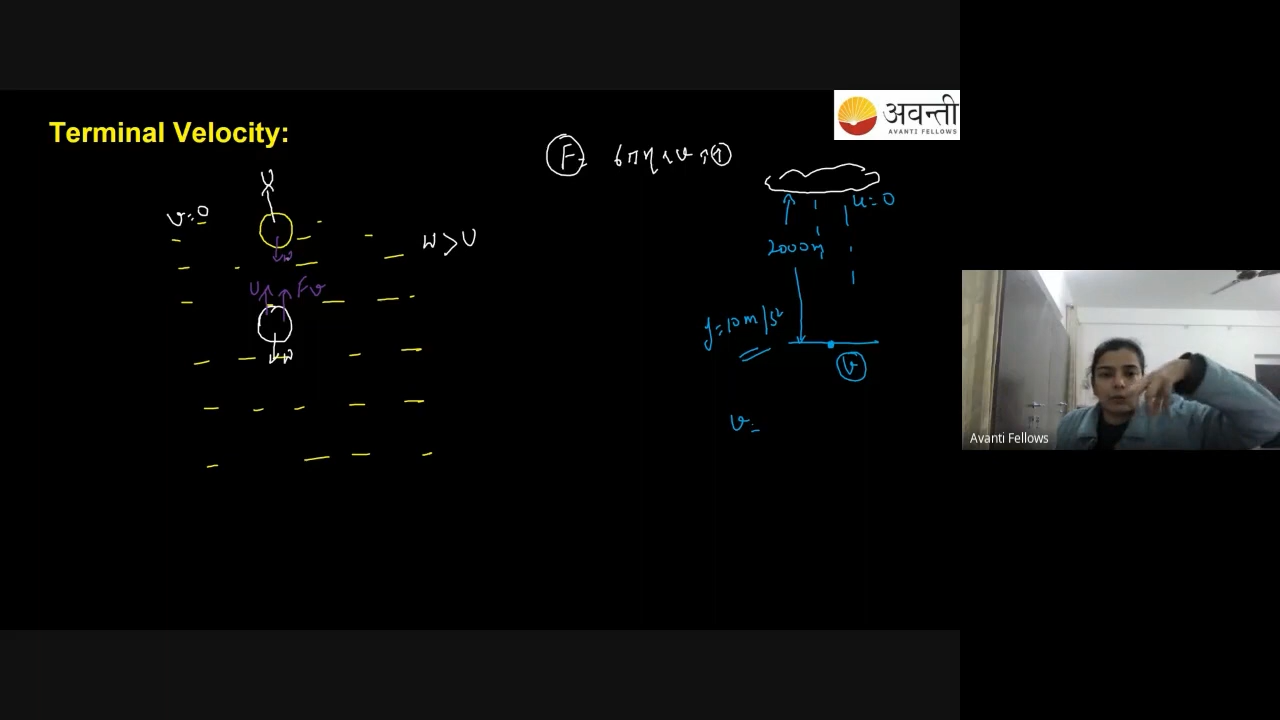 Terminal Velocity:
अवन्ती
AVANTI FELLOWS
F = 6πηrv
U
v=0
u=0
W
W > U
2000m
U Fv
g=10m/s²
W
v
v=
Avanti Fellows